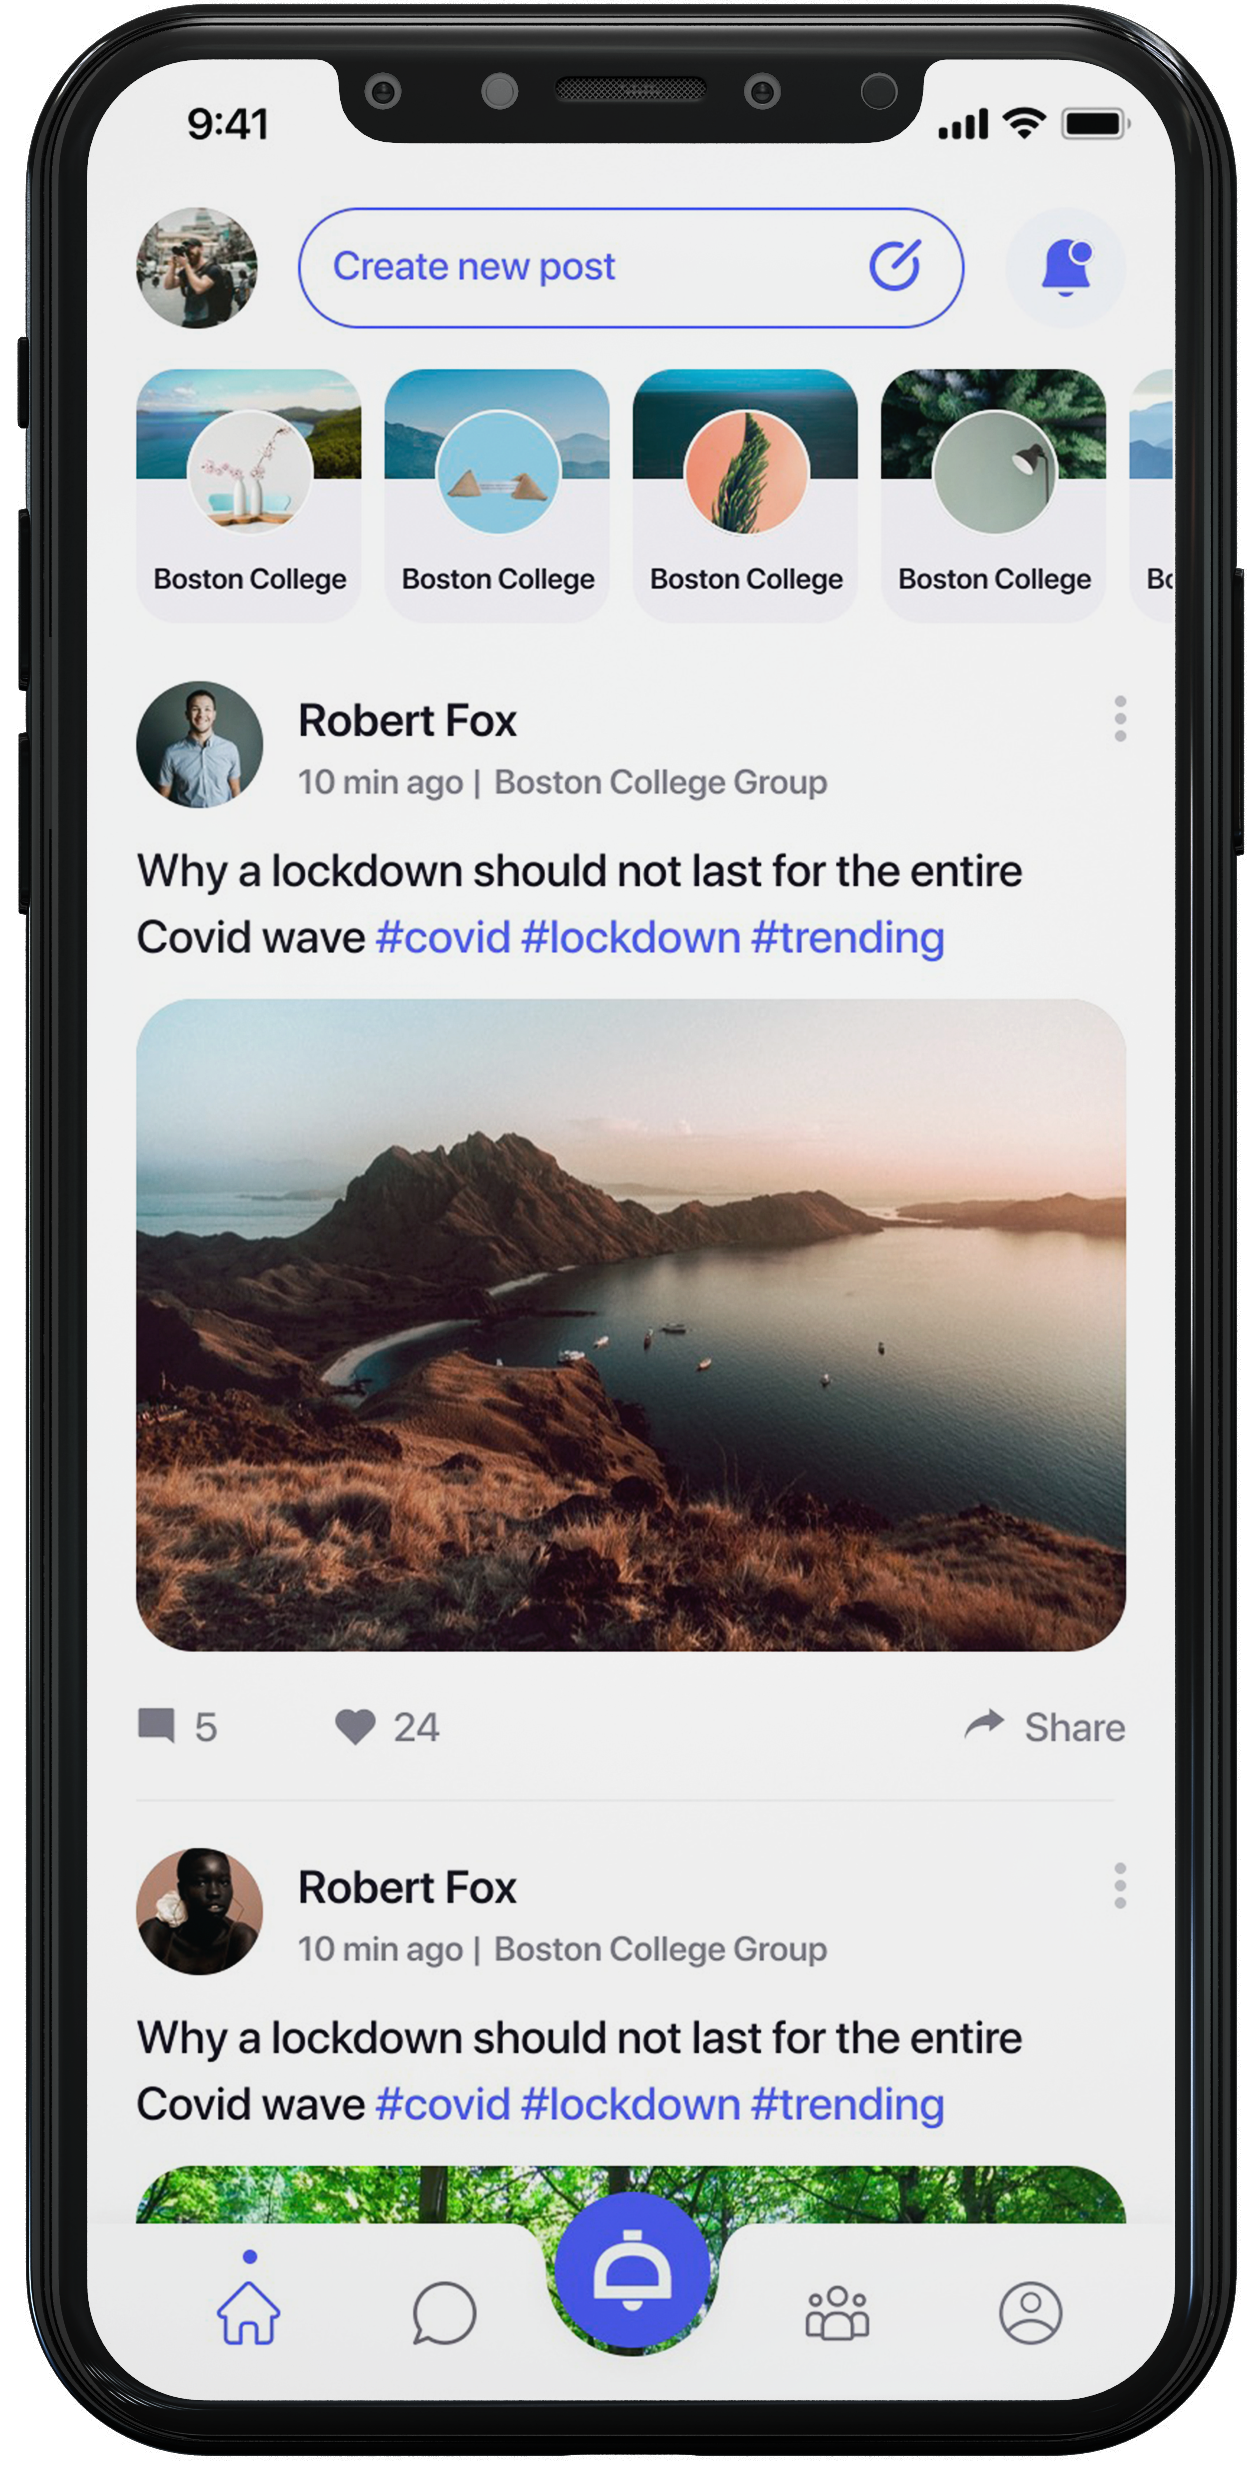 9:41
Create new post
Boston College Boston College Boston College Boston College Bo
Robert Fox
10 min ago | Boston College Group
Why a lockdown should not last for the entire
Covid wave #covid #lockdown #trending
5 24 Share
Robert Fox
10 min ago | Boston College Group
Why a lockdown should not last for the entire
Covid wave #covid #lockdown #trending